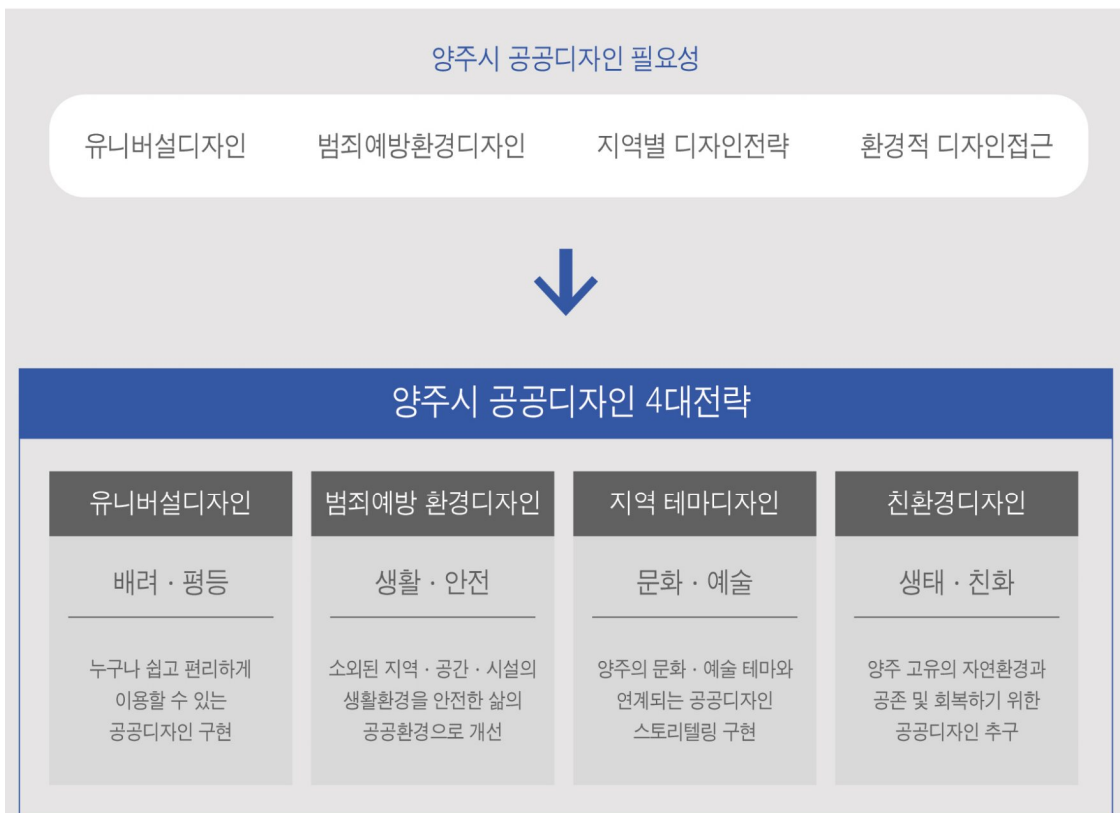 양주시 공공디자인 필요성
유니버설디자인 범죄예방환경디자인 지역별 디자인전략 환경적 디자인접근
양주시 공공디자인 4대전략
유니버설디자인 범죄예방 환경디자인 지역 테마디자인 친환경디자인
배려 · 평등 생활 · 안전 문화 · 예술 생태 · 친화
누구나 쉽고 편리하게
이용할 수 있는
공공디자인 구현
소외된 지역 · 공간 · 시설의
생활환경을 안전한 삶의
공공환경으로 개선
양주의 문화 · 예술 테마와
연계되는 공공디자인
스토리텔링 구현
양주 고유의 자연환경과
공존 및 회복하기 위한
공공디자인 추구